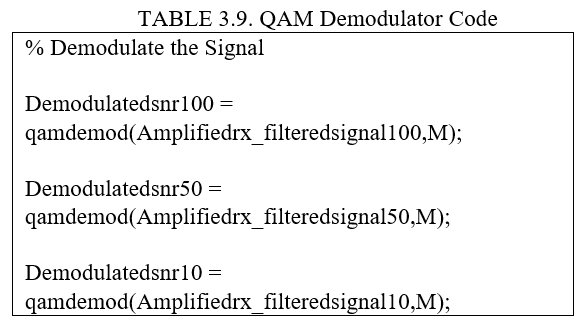 TABLE 3.9. QAM Demodulator Code
% Demodulate the Signal
Demodulatedsnr100 =
qamdemod(Amplifiedrx_filteredsignal100,M);
Demodulatedsnr50 =
qamdemod(Amplifiedrx_filteredsignal50,M);
Demodulatedsnr10 =
qamdemod(Amplifiedrx_filteredsignal10,M);